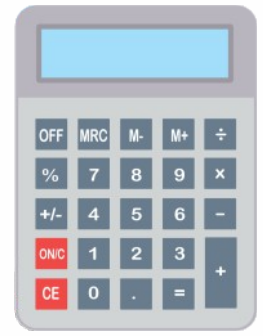 OFF MRC M- M+ ÷
% 7 8 9 ×
+/- 4 5 6 −
ON/C 1 2 3 +
CE 0 . =